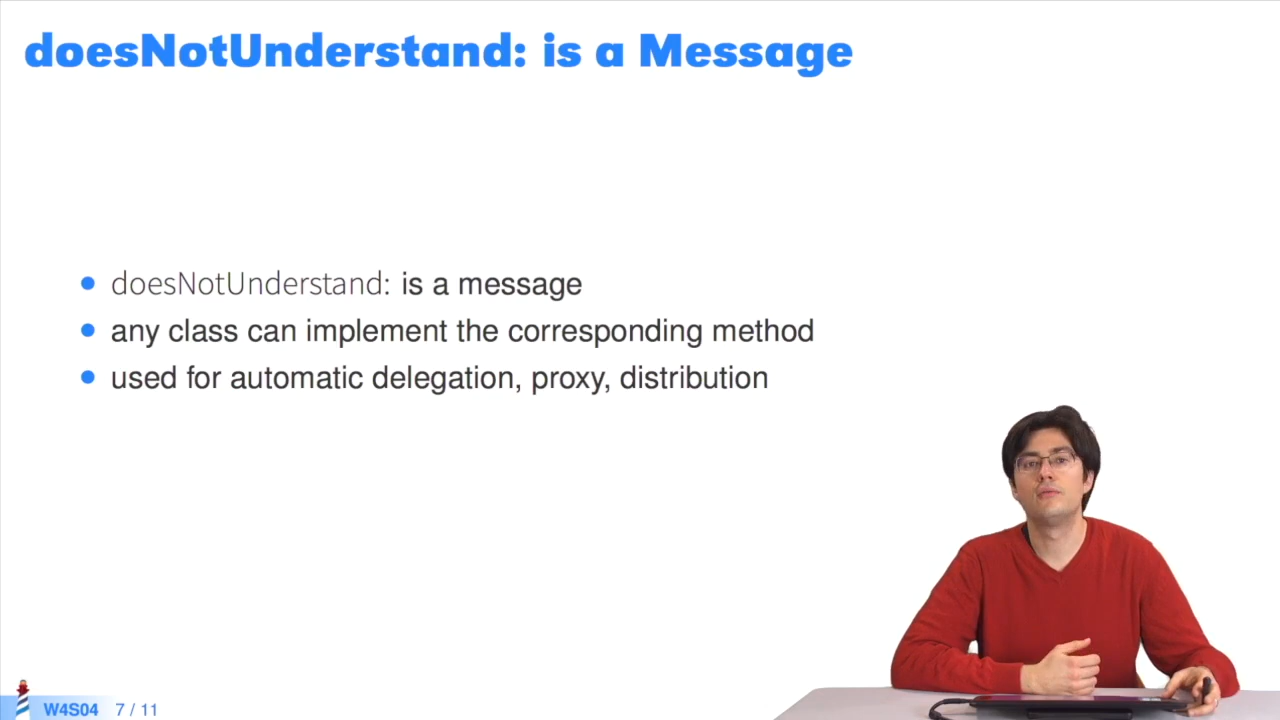 doesNotUnderstand: is a Message
doesNotUnderstand: is a message
any class can implement the corresponding method
used for automatic delegation, proxy, distribution
W4S04 7 / 11